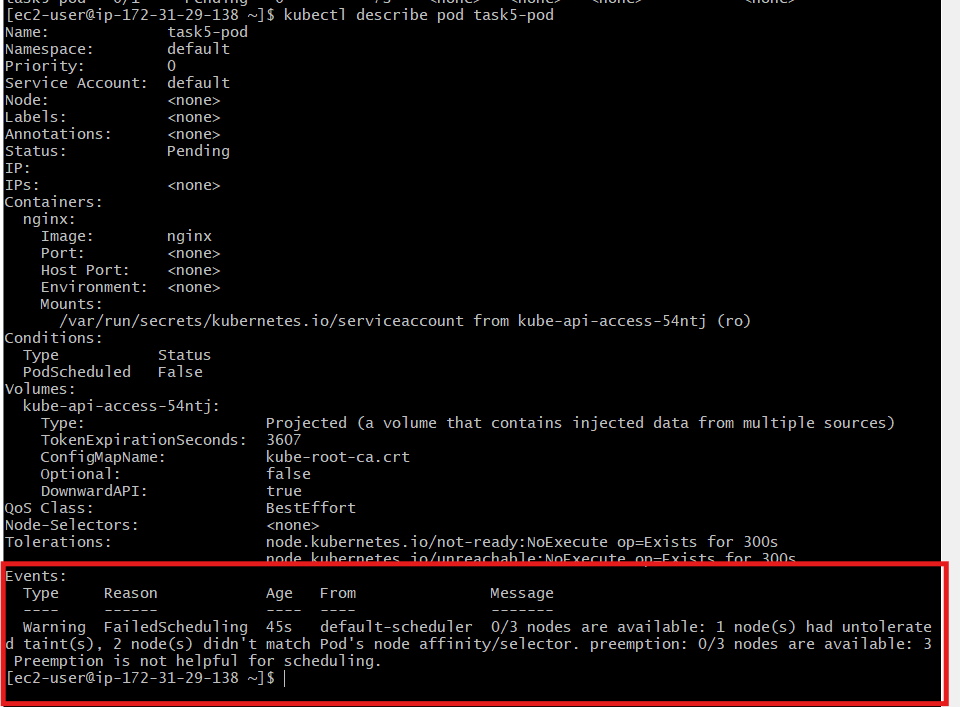 [ec2-user@ip-172-31-29-138 ~]$ kubectl describe pod task5-pod
Name:             task5-pod
Namespace:        default
Priority:         0
Service Account:  default
Node:             <none>
Labels:           <none>
Annotations:      <none>
Status:           Pending
IP:
IPs:              <none>
Containers:
  nginx:
    Image:        nginx
    Port:         <none>
    Host Port:    <none>
    Environment:  <none>
    Mounts:
      /var/run/secrets/kubernetes.io/serviceaccount from kube-api-access-54ntj (ro)
Conditions:
  Type           Status
  PodScheduled   False
Volumes:
  kube-api-access-54ntj:
    Type:                    Projected (a volume that contains injected data from multiple sources)
    TokenExpirationSeconds:  3607
    ConfigMapName:           kube-root-ca.crt
    Optional:                false
    DownwardAPI:             true
QoS Class:                   BestEffort
Node-Selectors:              <none>
Tolerations:                 node.kubernetes.io/not-ready:NoExecute op=Exists for 300s
                             node.kubernetes.io/unreachable:NoExecute op=Exists for 300s
Events:
  Type     Reason            Age   From               Message
  ----     ------            ----  ----               -------
  Warning  FailedScheduling  45s   default-scheduler  0/3 nodes are available: 1 node(s) had untolerate
d taint(s), 2 node(s) didn't match Pod's node affinity/selector. preemption: 0/3 nodes are available: 3
 Preemption is not helpful for scheduling.
[ec2-user@ip-172-31-29-138 ~]$